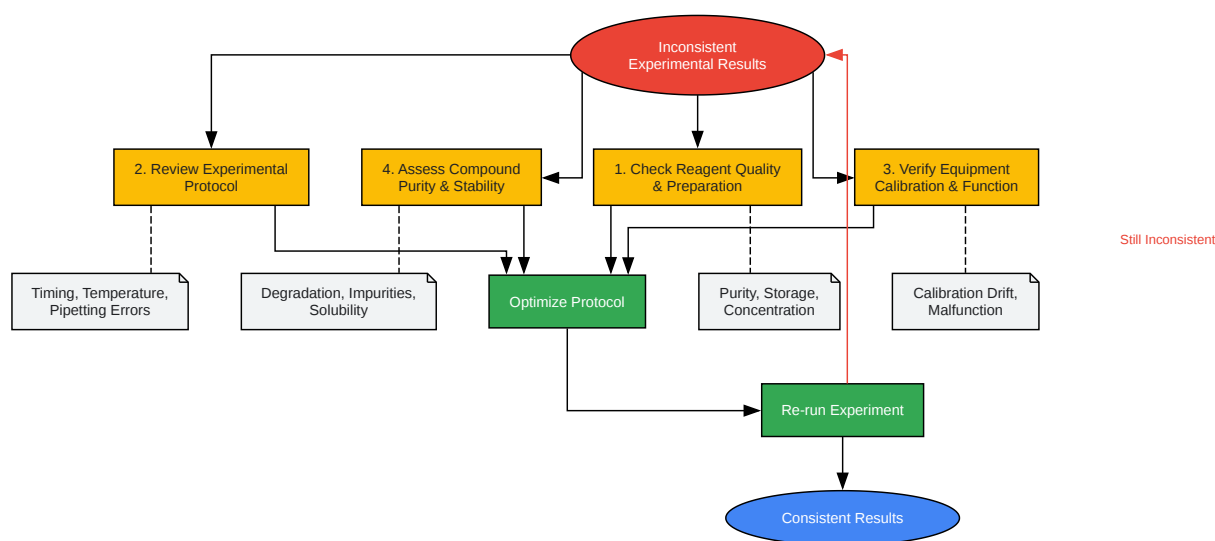 Inconsistent
Experimental Results
2. Review Experimental
Protocol
4. Assess Compound
Purity & Stability
1. Check Reagent Quality
& Preparation
3. Verify Equipment
Calibration & Function
Still Inconsistent
Timing, Temperature,
Pipetting Errors
Degradation, Impurities,
Solubility
Optimize Protocol
Purity, Storage,
Concentration
Calibration Drift,
Malfunction
Re-run Experiment
Consistent Results